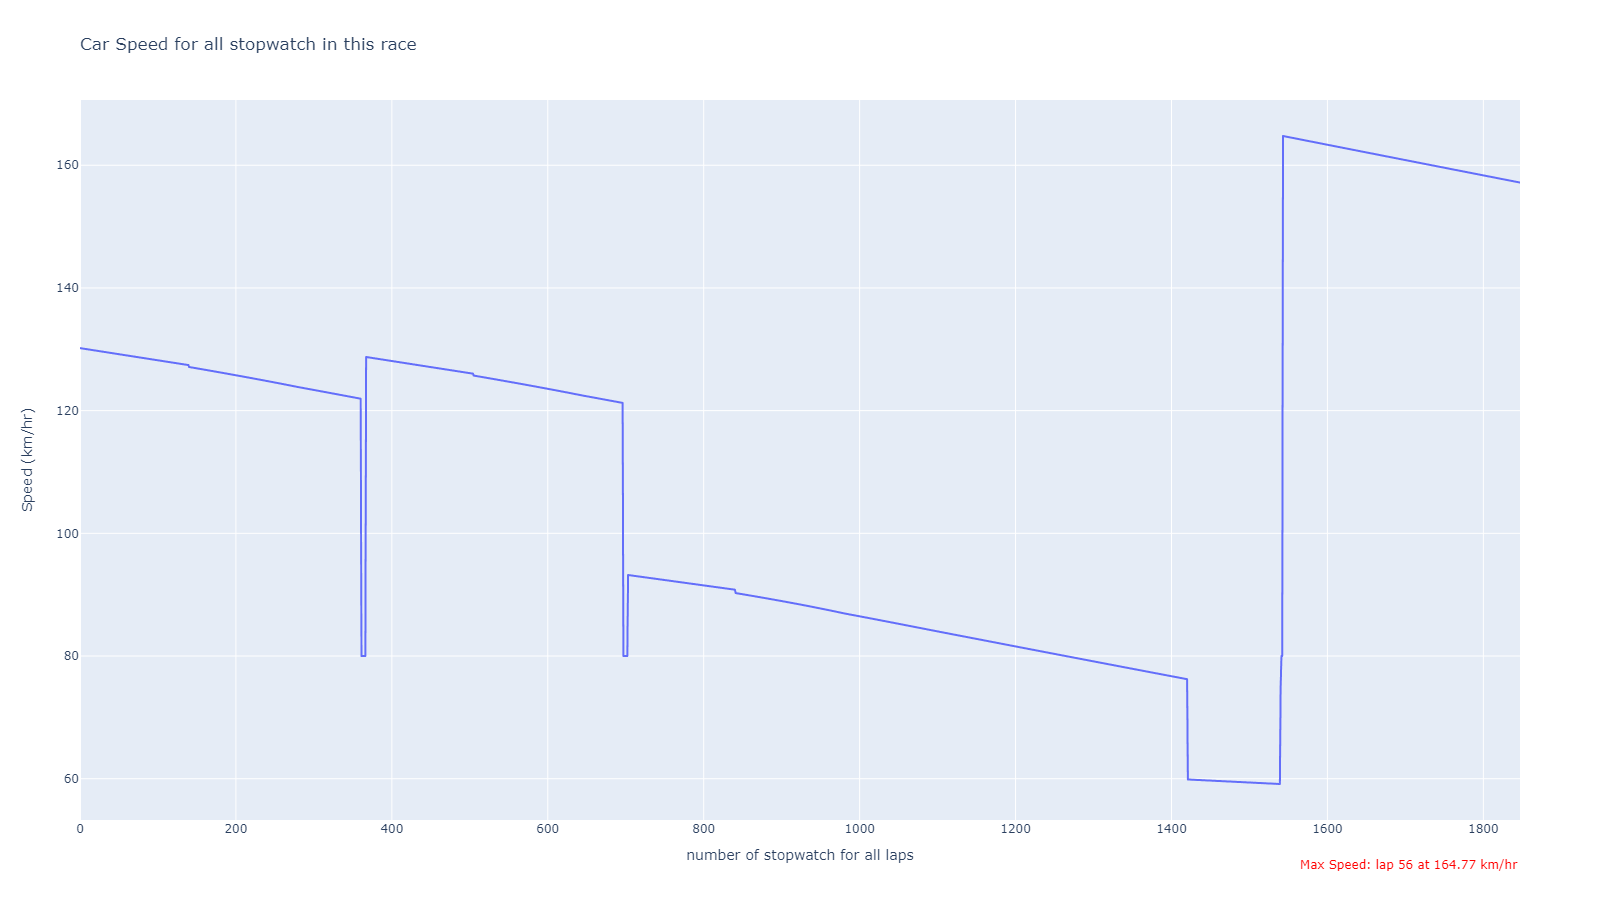 Car Speed for all stopwatch in this race
Speed (km/hr)
160
140
120
100
80
60
0 200 400 600 800 1000 1200 1400 1600 1800
number of stopwatch for all laps
Max Speed: lap 56 at 164.77 km/hr